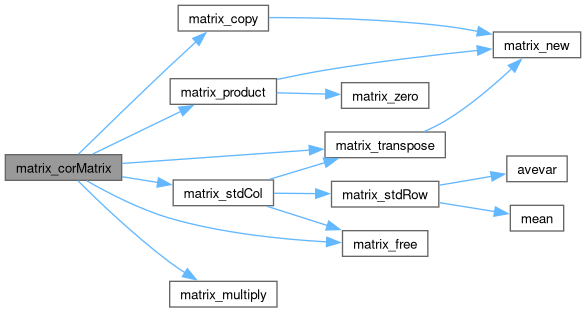 matrix_copy
matrix_new
matrix_product
matrix_zero
matrix_transpose
matrix_corMatrix
avevar
matrix_stdCol
matrix_stdRow
mean
matrix_free
matrix_multiply